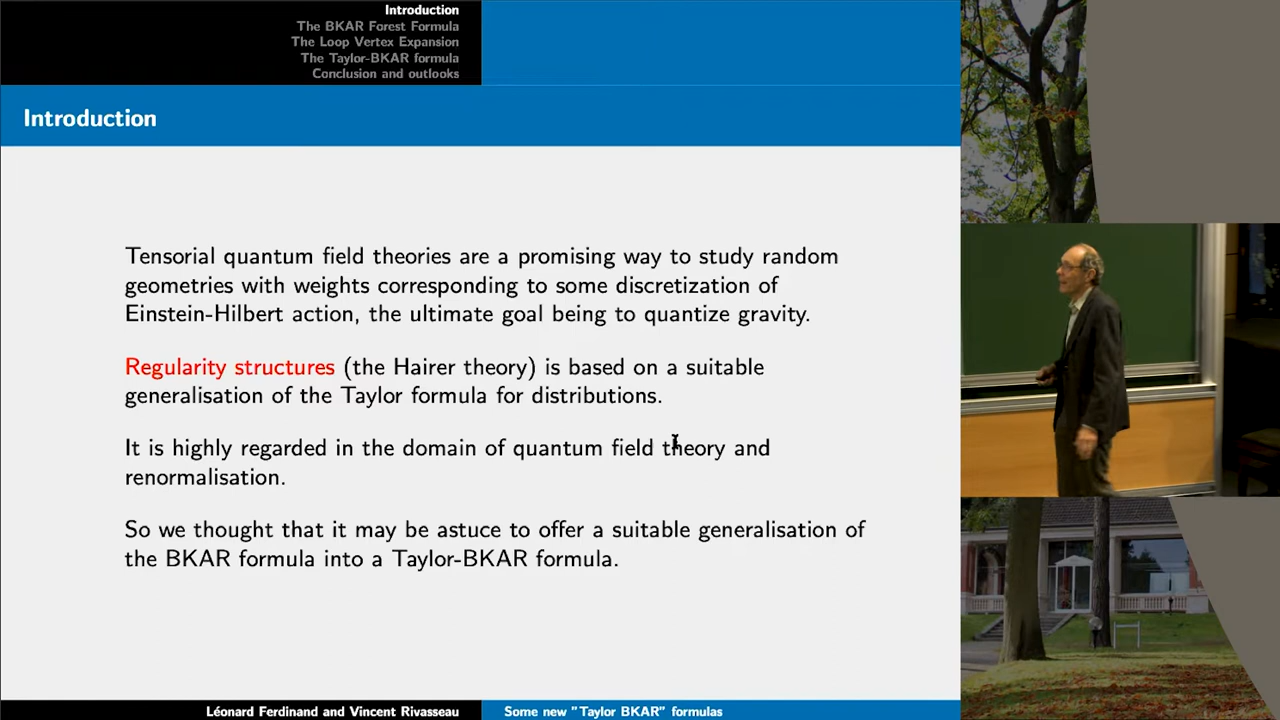 Introduction
The BKAR Forest Formula
The Loop Vertex Expansion
The Taylor-BKAR formula
Conclusion and outlooks
Introduction
Tensorial quantum field theories are a promising way to study random
geometries with weights corresponding to some discretization of
Einstein-Hilbert action, the ultimate goal being to quantize gravity.
Regularity structures (the Hairer theory) is based on a suitable
generalisation of the Taylor formula for distributions.
It is highly regarded in the domain of quantum field theory and
renormalisation.
So we thought that it may be astuce to offer a suitable generalisation of
the BKAR formula into a Taylor-BKAR formula.
Léonard Ferdinand and Vincent Rivasseau
Some new "Taylor BKAR" formulas